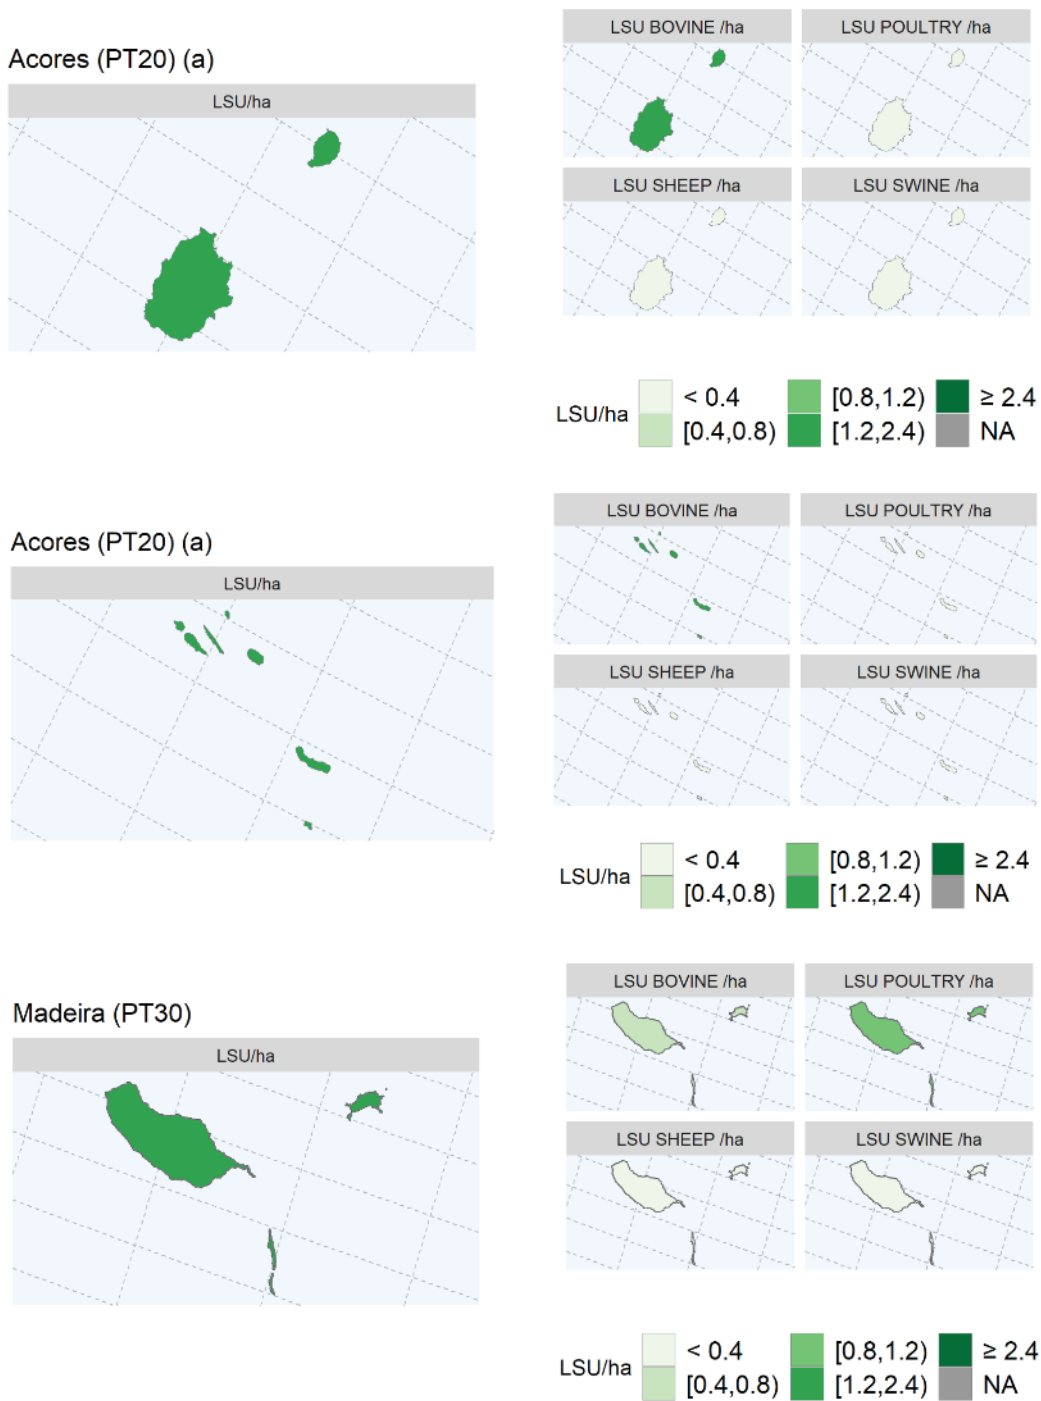 Acores (PT20) (a)
LSU/ha
LSU BOVINE /ha
LSU POULTRY /ha
LSU SHEEP /ha
LSU SWINE /ha
LSU/ha
< 0.4
[0.8,1.2)
≥ 2.4
[0.4,0.8)
[1.2,2.4)
NA
Acores (PT20) (a)
LSU/ha
LSU BOVINE /ha
LSU POULTRY /ha
LSU SHEEP /ha
LSU SWINE /ha
LSU/ha
< 0.4
[0.8,1.2)
≥ 2.4
[0.4,0.8)
[1.2,2.4)
NA
Madeira (PT30)
LSU/ha
LSU BOVINE /ha
LSU POULTRY /ha
LSU SHEEP /ha
LSU SWINE /ha
LSU/ha
< 0.4
[0.8,1.2)
≥ 2.4
[0.4,0.8)
[1.2,2.4)
NA